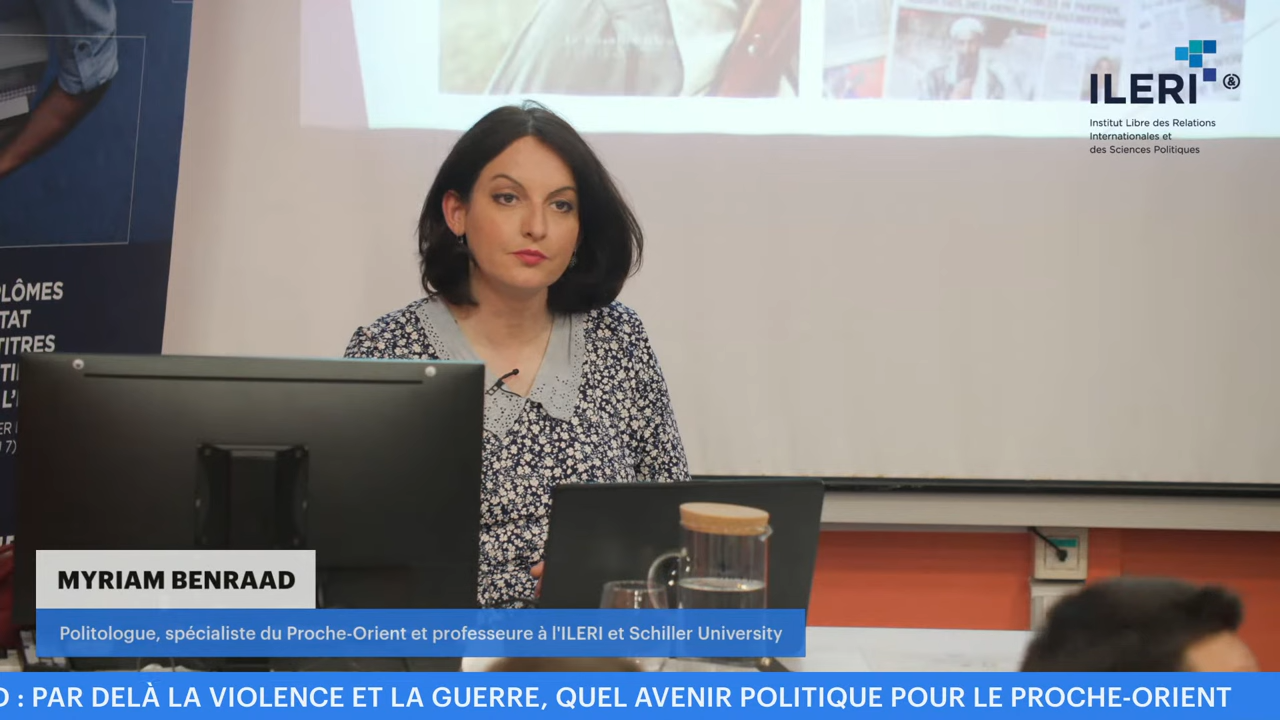 ILERI
&
Institut Libre des Relations
Internationales et
des Sciences Politiques
PLÔMES
TAT
TITRES
L'
7)
MYRIAM BENRAAD
Politologue, spécialiste du Proche-Orient et professeure à l'ILERI et Schiller University
: PAR DELÀ LA VIOLENCE ET LA GUERRE, QUEL AVENIR POLITIQUE POUR LE PROCHE-ORIENT